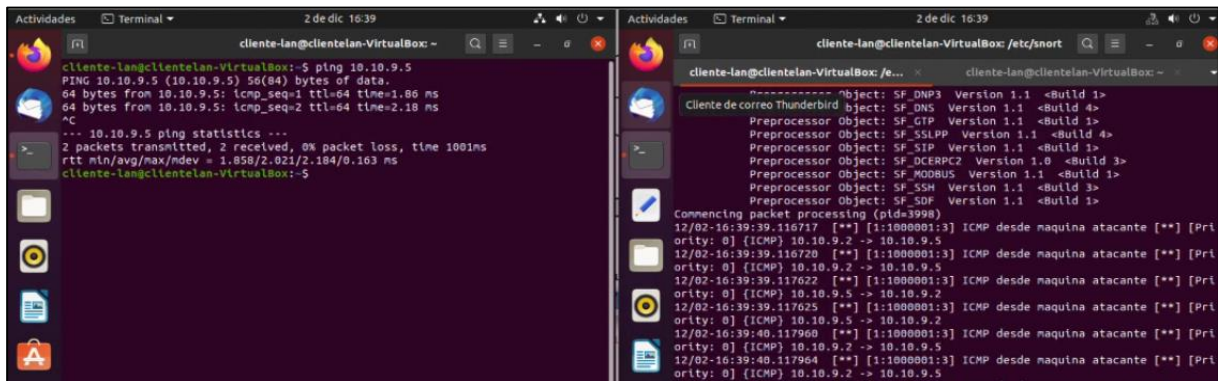 Actividades Terminal 2 de dic 16:39
cliente-lan@clientelan-VirtualBox: ~
cliente-lan@clientelan-VirtualBox:~$ ping 10.10.9.5
PING 10.10.9.5 (10.10.9.5) 56(84) bytes of data.
64 bytes from 10.10.9.5: icmp_seq=1 ttl=64 time=1.86 ms
64 bytes from 10.10.9.5: icmp_seq=2 ttl=64 time=2.18 ms
^C
--- 10.10.9.5 ping statistics ---
2 packets transmitted, 2 received, 0% packet loss, time 1001ms
rtt min/avg/max/mdev = 1.858/2.021/2.184/0.163 ms
cliente-lan@clientelan-VirtualBox:~$
Actividades Terminal 2 de dic 16:39
cliente-lan@clientelan-VirtualBox: /etc/snort
cliente-lan@clientelan-VirtualBox: /e... cliente-lan@clientelan-VirtualBox: ~
Preprocessor Object: SF_DNP3 Version 1.1 <Build 1>
Cliente de correo Thunderbird Object: SF_DNS Version 1.1 <Build 4>
Preprocessor Object: SF_GTP Version 1.1 <Build 1>
Preprocessor Object: SF_SSLPP Version 1.1 <Build 4>
Preprocessor Object: SF_SIP Version 1.1 <Build 1>
Preprocessor Object: SF_DCERPC2 Version 1.0 <Build 3>
Preprocessor Object: SF_MODBUS Version 1.1 <Build 1>
Preprocessor Object: SF_SSH Version 1.1 <Build 3>
Preprocessor Object: SF_SDF Version 1.1 <Build 1>
Commencing packet processing (pid=3998)
12/02-16:39:39.116717 [**] [1:1000001:3] ICMP desde maquina atacante [**] [Pri
ority: 0] {ICMP} 10.10.9.2 -> 10.10.9.5
12/02-16:39:39.116720 [**] [1:1000001:3] ICMP desde maquina atacante [**] [Pri
ority: 0] {ICMP} 10.10.9.2 -> 10.10.9.5
12/02-16:39:39.117622 [**] [1:1000001:3] ICMP desde maquina atacante [**] [Pri
ority: 0] {ICMP} 10.10.9.5 -> 10.10.9.2
12/02-16:39:39.117625 [**] [1:1000001:3] ICMP desde maquina atacante [**] [Pri
ority: 0] {ICMP} 10.10.9.5 -> 10.10.9.2
12/02-16:39:40.117960 [**] [1:1000001:3] ICMP desde maquina atacante [**] [Pri
ority: 0] {ICMP} 10.10.9.2 -> 10.10.9.5
12/02-16:39:40.117964 [**] [1:1000001:3] ICMP desde maquina atacante [**] [Pri
ority: 0] {ICMP} 10.10.9.2 -> 10.10.9.5